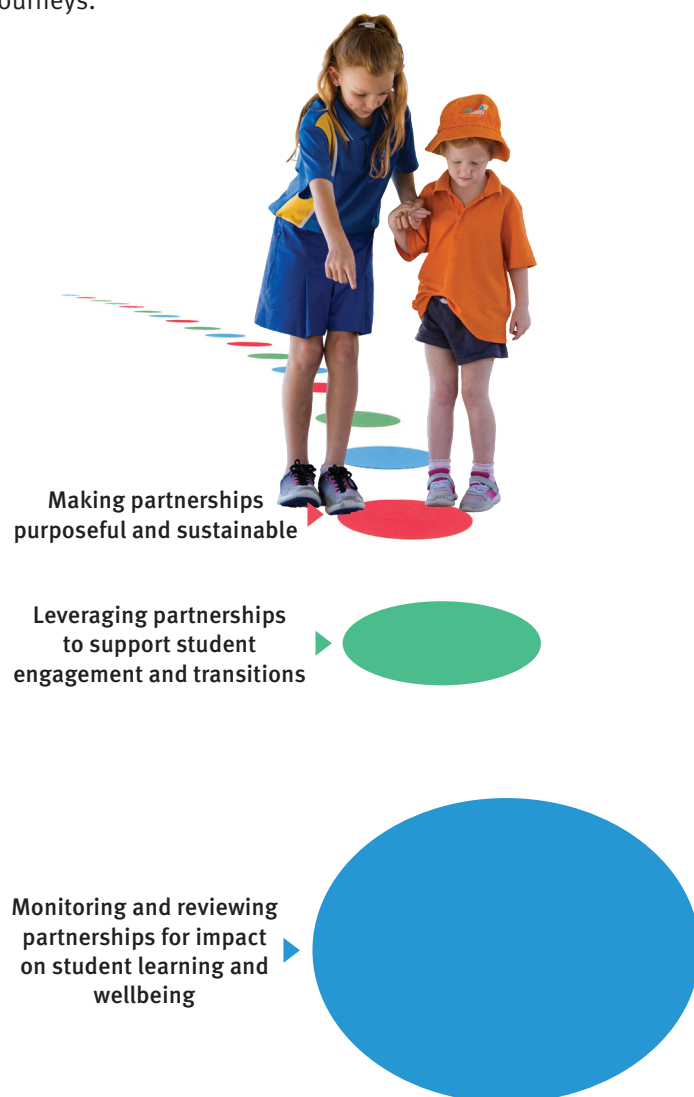 ourneys.
Making partnerships
purposeful and sustainable
Leveraging partnerships
to support student
engagement and transitions
Monitoring and reviewing
partnerships for impact
on student learning and
wellbeing